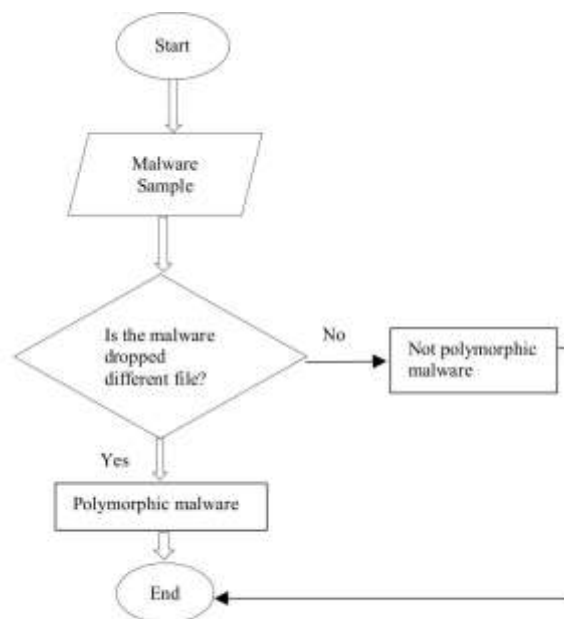 Start
Malware
Sample
Is the malware
dropped
different file?
No
Not polymorphic
malware
Yes
Polymorphic malware
End